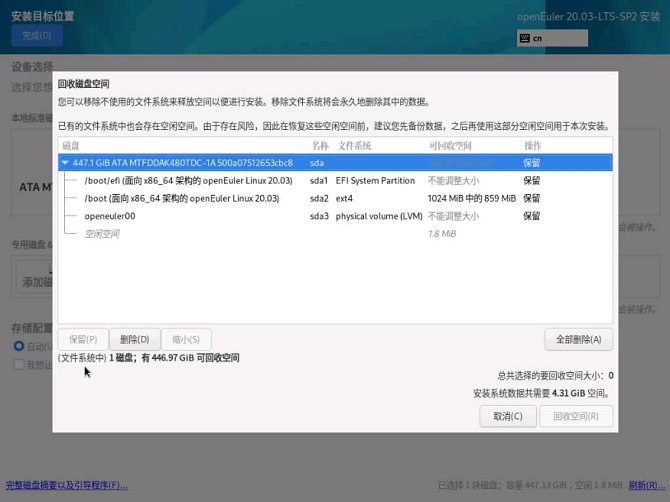 安装目标位置
openEuler 20.03-LTS-SP2 安装
完成(D)
cn
设备选择
选择您想
回收磁盘空间
您可以移除不使用的文件系统来释放空间以便进行安装。移除文件系统将会永久地删除其中的数据。
本地标准磁
已有的文件系统中也会存在空闲空间。由于存在风险，因此在恢复这些空闲空间前，建议您先备份数据，之后再使用这部分空闲空间用于本次安装。
磁盘 名称 文件系统 可回收空间 操作
447.1 GiB ATA MTFDDAK480TDC-1A 500a07512653cbc8 sda 保留
/boot/efi (面向 x86_64 架构的 openEuler Linux 20.03) sda1 EFI System Partition 不能调整大小 保留
ATA M
/boot (面向 x86_64 架构的 openEuler Linux 20.03) sda2 ext4 1024 MiB 中的 859 MiB 保留
openeuler00 sda3 physical volume (LVM) 不能调整大小 保留
会被操作。
空闲空间 1.8 MiB
专用磁盘 &
添加磁
会被操作。
存储配置
保留(P) 删除(D) 缩小(S) 全部删除(A)
自动(U
(文件系统中) 1 磁盘；有 446.97 GiB 可回收空间
我想让
总共选择的要回收空间大小：0
安装系统数据共需要 4.31 GiB 空间。
取消(C) 回收空间(R)
完整磁盘摘要以及引导程序(F)...
已选择 1 块磁盘；容量 447.13 GiB；空闲 1.8 MiB 刷新(R)...